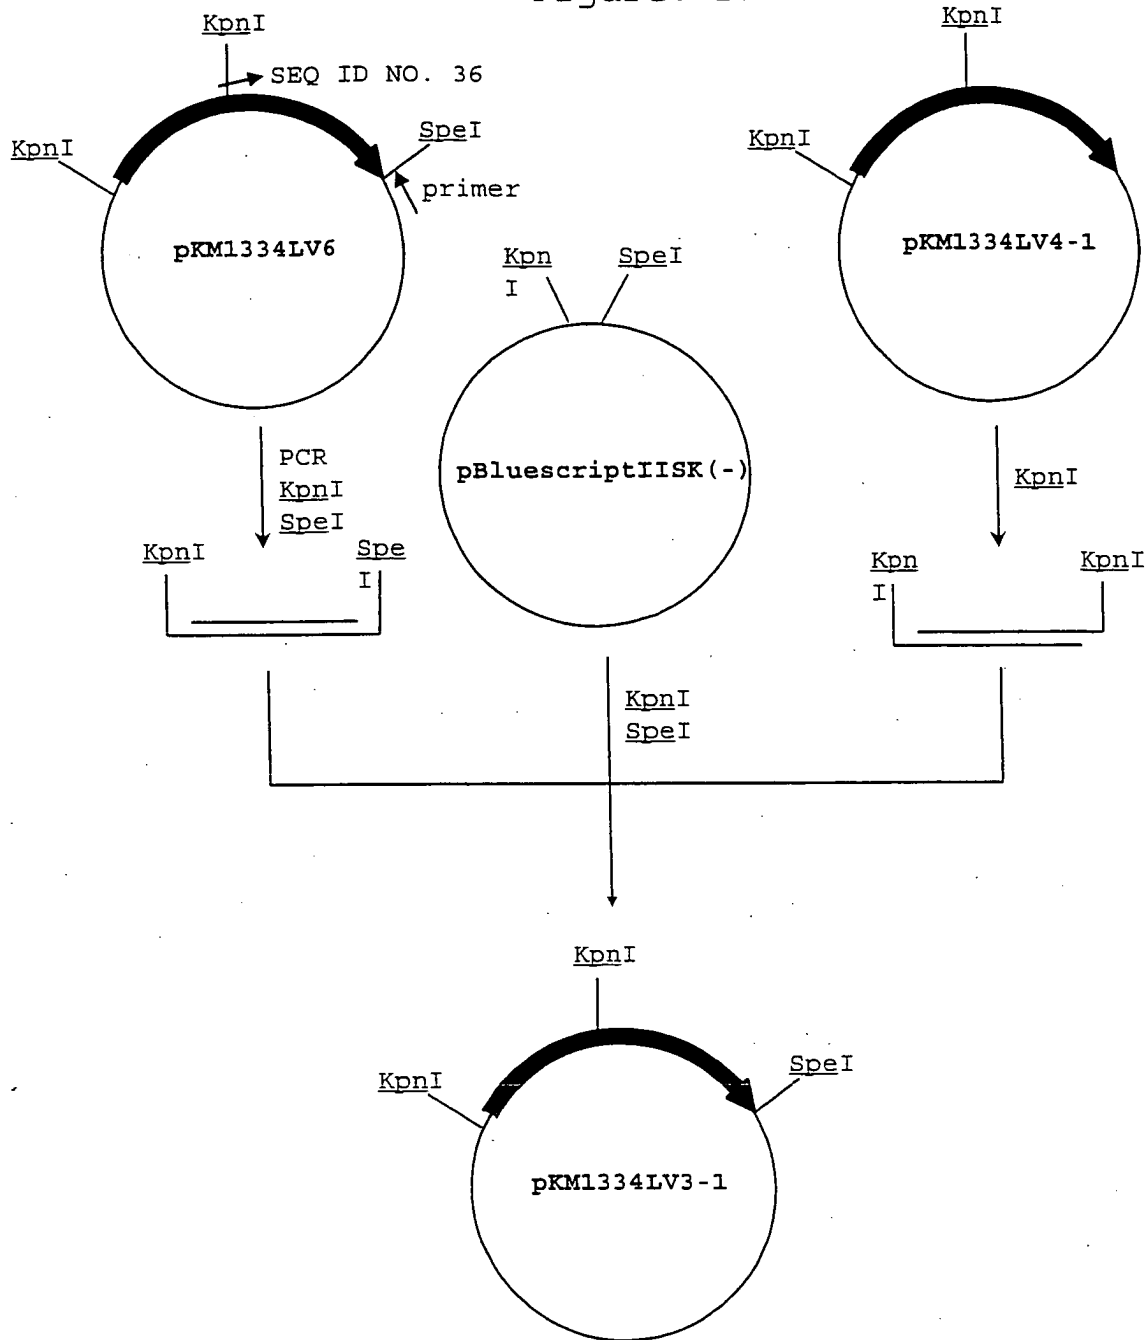 KpnI
KpnI
SEQ ID NO. 36
SpeI
KpnI
primer
pKM1334LV6
KpnI
pKM1334LV4-1
Kpn
I
SpeI
pBluescriptIISK(-)
PCR
KpnI
SpeI
KpnI
KpnI
Spe
I
Kpn
I
KpnI
KpnI
SpeI
KpnI
KpnI
SpeI
pKM1334LV3-1